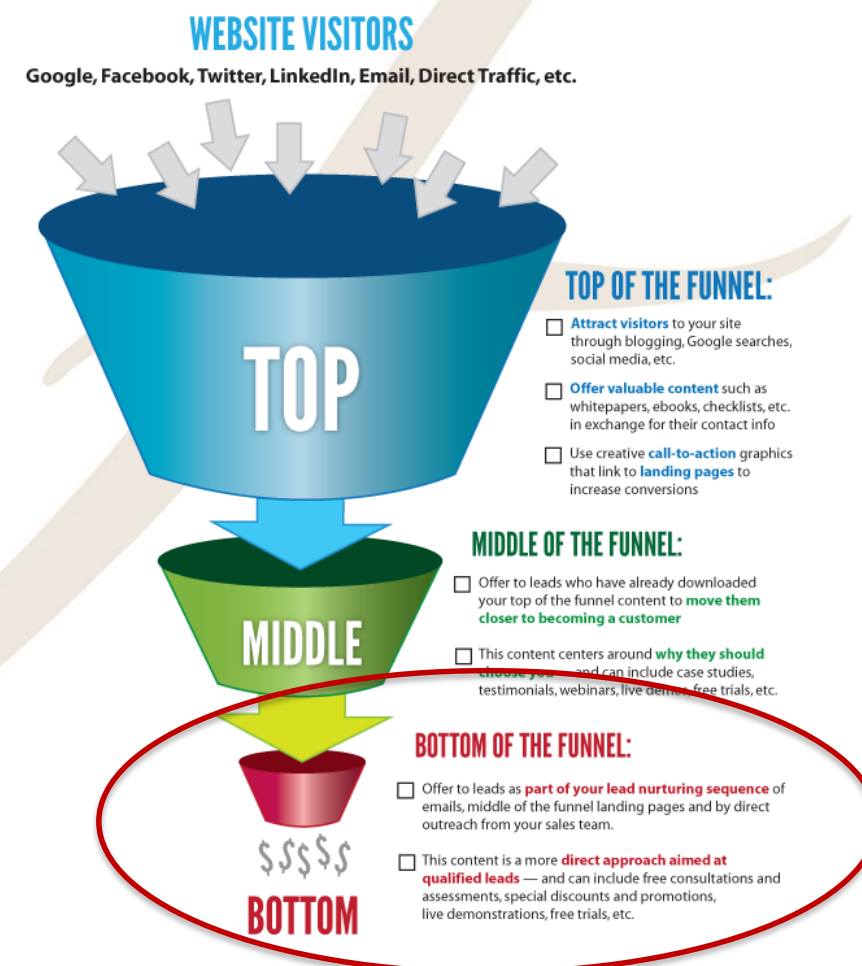 WEBSITE VISITORS
Google, Facebook, Twitter, LinkedIn, Email, Direct Traffic, etc.
TOP
TOP OF THE FUNNEL:
Attract visitors to your site
through blogging, Google searches,
social media, etc.
Offer valuable content such as
whitepapers, ebooks, checklists, etc.
in exchange for their contact info
Use creative call-to-action graphics
that link to landing pages to
increase conversions
MIDDLE
MIDDLE OF THE FUNNEL:
Offer to leads who have already downloaded
your top of the funnel content to move them
closer to becoming a customer
This content centers around why they should
choose you — and can include case studies,
testimonials, webinars, live demos, free trials, etc.
BOTTOM OF THE FUNNEL:
Offer to leads as part of your lead nurturing sequence of
emails, middle of the funnel landing pages and by direct
outreach from your sales team.
This content is a more direct approach aimed at
qualified leads — and can include free consultations and
assessments, special discounts and promotions,
live demonstrations, free trials, etc.
$$$$$
BOTTOM